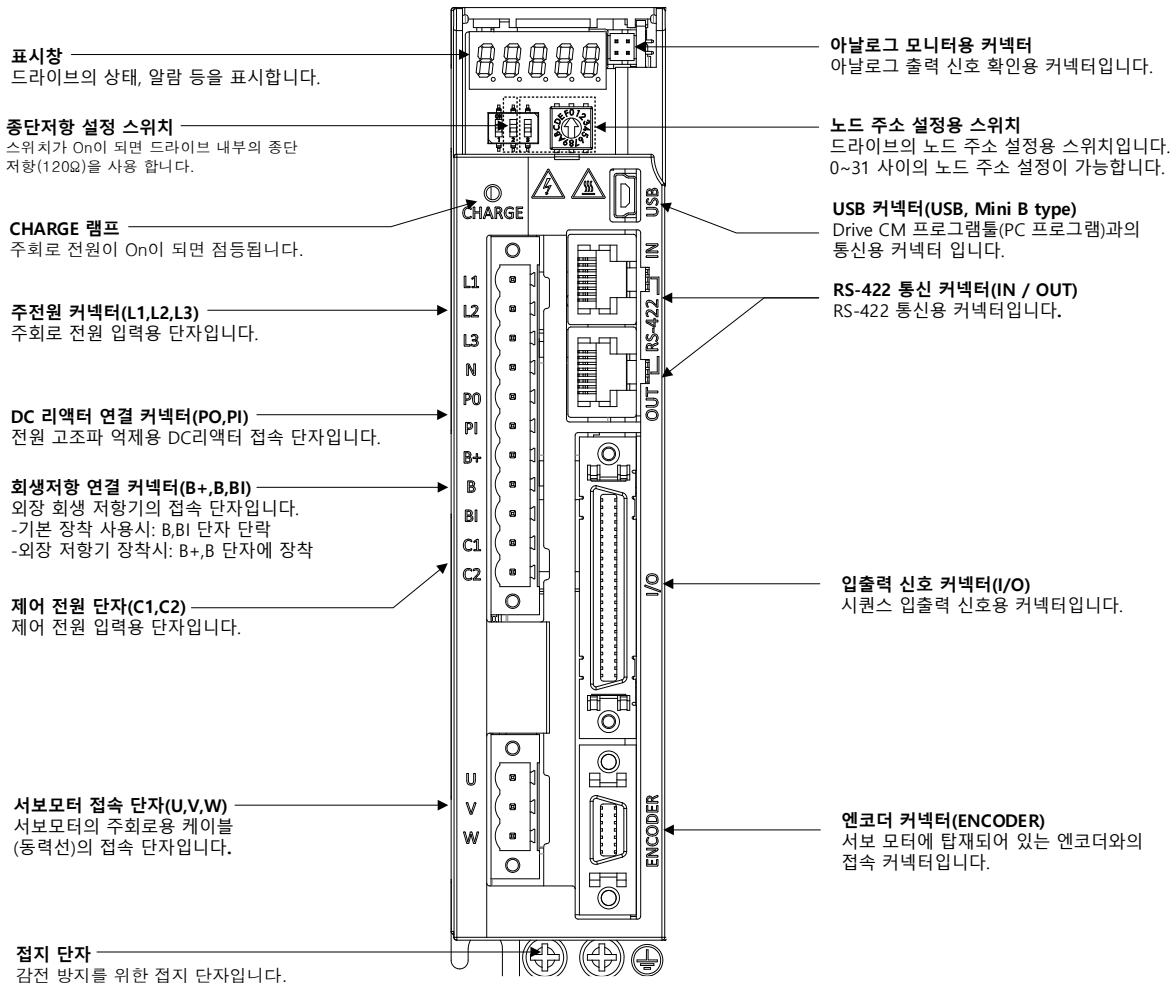 표시창
드라이브의 상태, 알람 등을 표시합니다.
종단저항 설정 스위치
스위치가 On이 되면 드라이브 내부의 종단
저항(120Ω)을 사용 합니다.
CHARGE 램프
주회로 전원이 On이 되면 점등됩니다.
주전원 커넥터(L1,L2,L3)
주회로 전원 입력용 단자입니다.
DC 리액터 연결 커넥터(PO,PI)
전원 고조파 억제용 DC리액터 접속 단자입니다.
회생저항 연결 커넥터(B+,B,BI)
외장 회생 저항기의 접속 단자입니다.
-기본 장착 사용시: B,BI 단자 단락
-외장 저항기 장착시: B+,B 단자에 장착
제어 전원 단자(C1,C2)
제어 전원 입력용 단자입니다.
서보모터 접속 단자(U,V,W)
서보모터의 주회로용 케이블
(동력선)의 접속 단자입니다.
접지 단자
감전 방지를 위한 접지 단자입니다.
CHARGE
L1
L2
L3
N
PO
PI
B+
B
BI
C1
C2
U
V
W
USB
IN
RS-422
OUT
I/O
ENCODER
아날로그 모니터용 커넥터
아날로그 출력 신호 확인용 커넥터입니다.
노드 주소 설정용 스위치
드라이브의 노드 주소 설정용 스위치입니다.
0~31 사이의 노드 주소 설정이 가능합니다.
USB 커넥터(USB, Mini B type)
Drive CM 프로그램툴(PC 프로그램)과의
통신용 커넥터 입니다.
RS-422 통신 커넥터(IN / OUT)
RS-422 통신용 커넥터입니다.
입출력 신호 커넥터(I/O)
시퀀스 입출력 신호용 커넥터입니다.
엔코더 커넥터(ENCODER)
서보 모터에 탑재되어 있는 엔코더와의
접속 커넥터입니다.